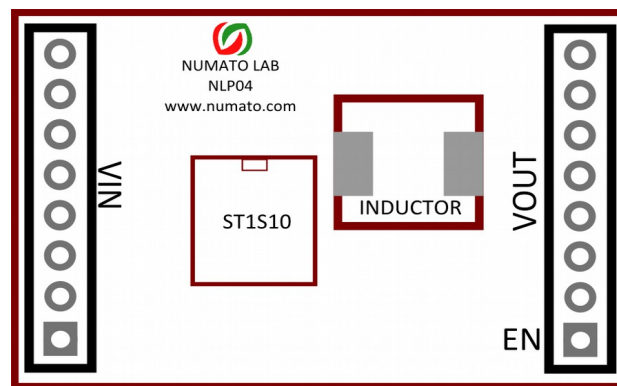 NUMATO LAB
NLP04
www.numato.com
VIN
ST1S10
INDUCTOR
VOUT
EN